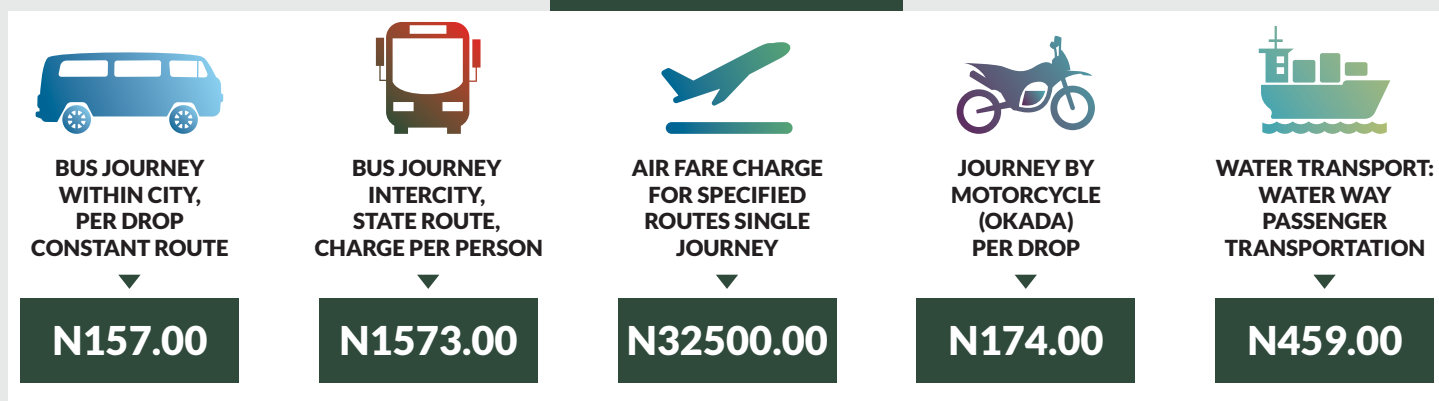 BUS JOURNEY
WITHIN CITY,
PER DROP
CONSTANT ROUTE
N157.00
BUS JOURNEY
INTERCITY,
STATE ROUTE,
CHARGE PER PERSON
N1573.00
AIR FARE CHARGE
FOR SPECIFIED
ROUTES SINGLE
JOURNEY
N32500.00
JOURNEY BY
MOTORCYCLE
(OKADA)
PER DROP
N174.00
WATER TRANSPORT:
WATER WAY
PASSENGER
TRANSPORTATION
N459.00